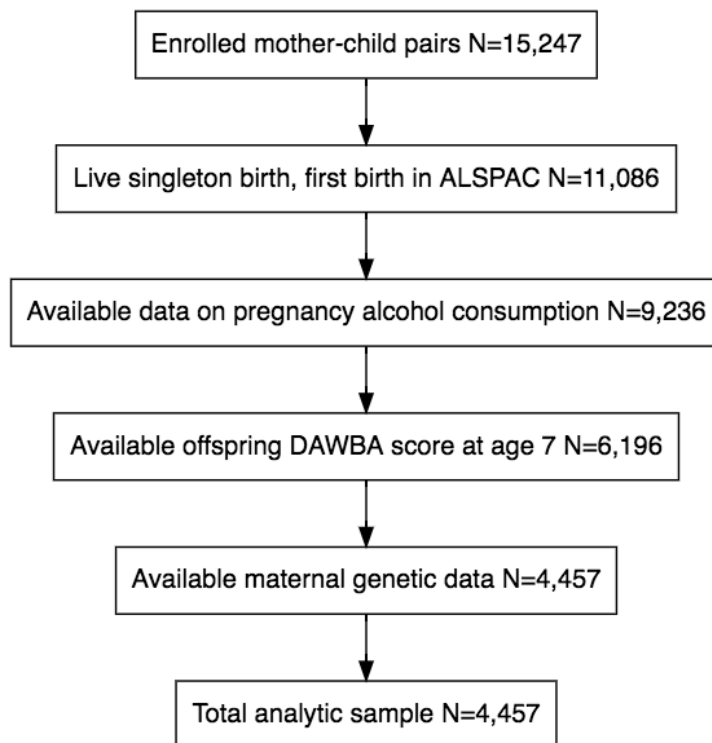 Enrolled mother-child pairs N=15,247
Live singleton birth, first birth in ALSPAC N=11,086
Available data on pregnancy alcohol consumption N=9,236
Available offspring DAWBA score at age 7 N=6,196
Available maternal genetic data N=4,457
Total analytic sample N=4,457